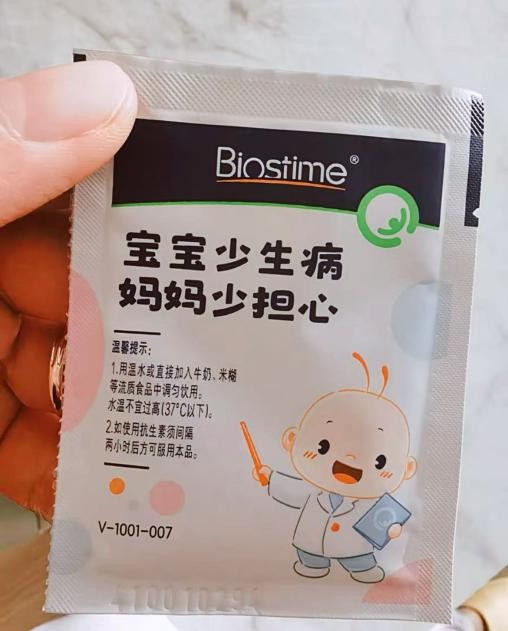 Biostime®
宝宝少生病
妈妈少担心
温馨提示：
1.用温水或直接加入牛奶、米糊
等流质食品中调匀饮用。
水温不宜过高(37°C以下)。
2.如使用抗生素须间隔
两小时后方可服用本品。
V-1001-007